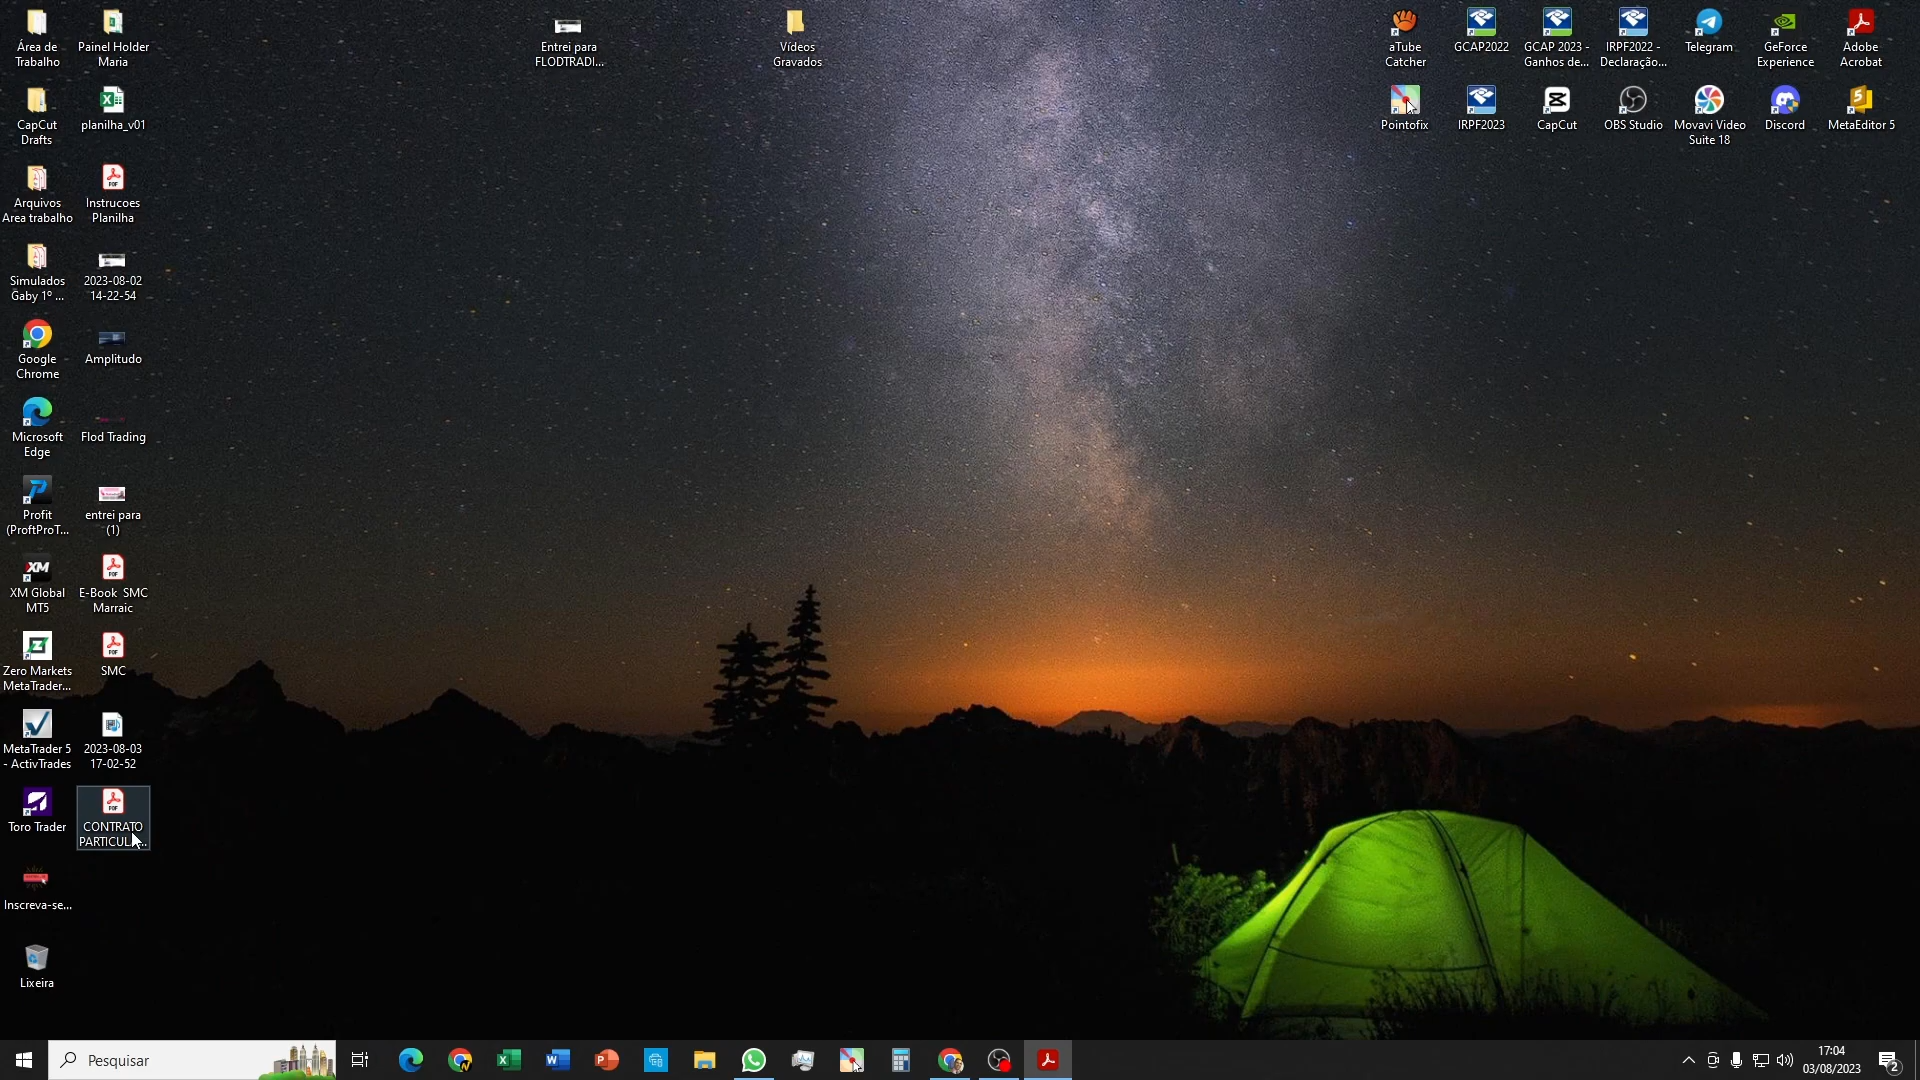 Área de
Trabalho
Painel Holder
Maria
Entrei para
FLODTRADI...
Vídeos
Gravados
aTube
Catcher
GCAP2022
GCAP 2023 -
Ganhos de...
IRPF2022 -
Declaração...
Telegram
GeForce
Experience
Adobe
Acrobat
CapCut
Drafts
planilha_v01
Pointofix
IRPF2023
CapCut
OBS Studio
Movavi Video
Suite 18
Discord
MetaEditor 5
Arquivos
Area trabalho
Instrucoes
Planilha
Simulados
Gaby 1º ...
2023-08-02
14-22-54
Google
Chrome
Amplitudo
Microsoft
Edge
Flod Trading
Profit
(ProftProT...
entrei para
(1)
XM
XM Global
MT5
E-Book SMC
Marraic
Zero Markets
MetaTrader...
SMC
MetaTrader 5
- ActivTrades
2023-08-03
17-02-52
Toro Trader
CONTRATO
PARTICUL...
Inscreva-se...
Lixeira
Pesquisar
17:04
03/08/2023
2